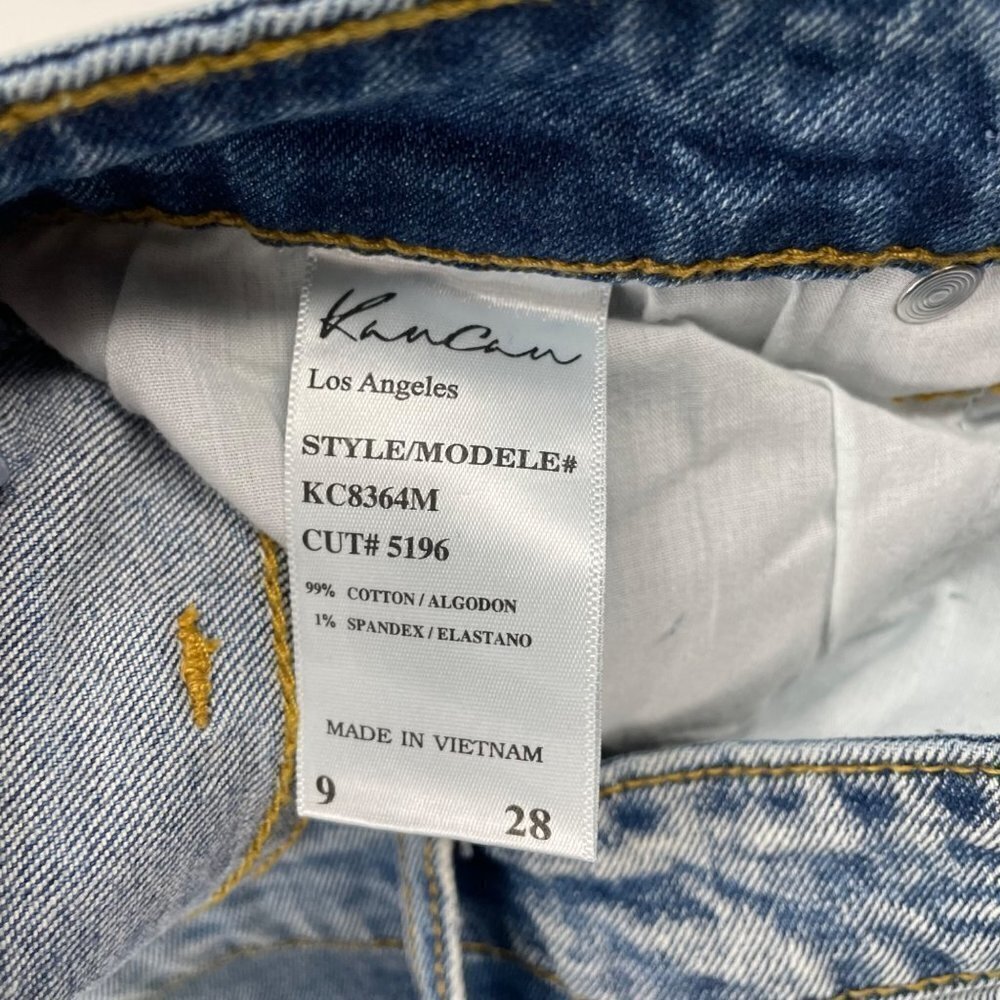 KanCan
Los Angeles
STYLE/MODELE#
KC8364M
CUT# 5196
99% COTTON / ALGODON
1% SPANDEX / ELASTANO
MADE IN VIETNAM
9 28